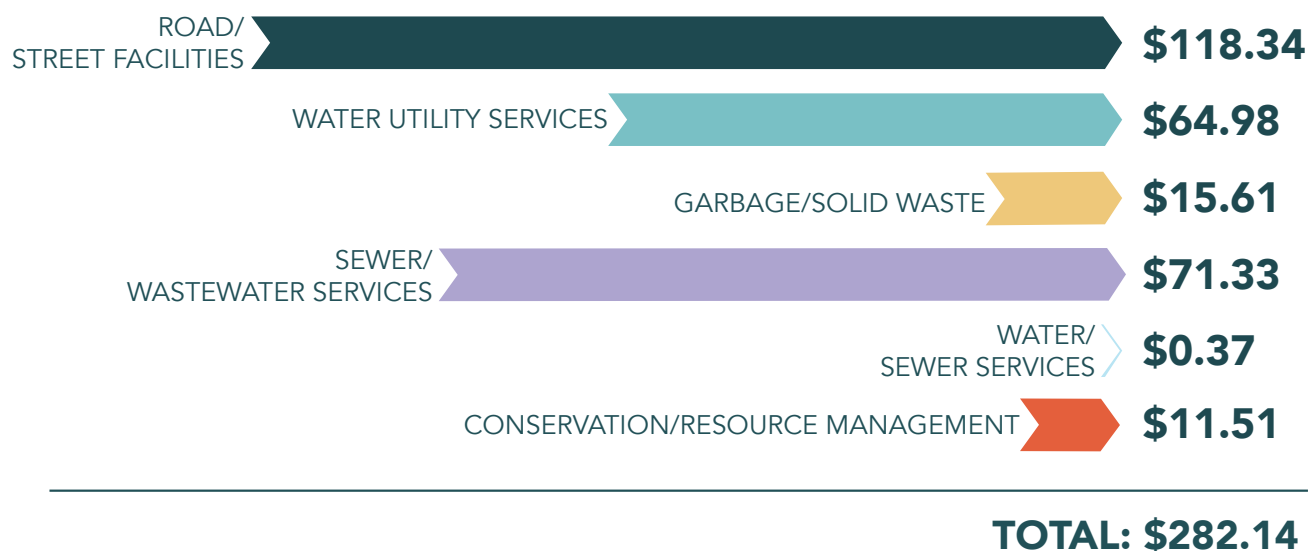 ROAD/
STREET FACILITIES
$118.34
WATER UTILITY SERVICES
$64.98
GARBAGE/SOLID WASTE
$15.61
SEWER/
WASTEWATER SERVICES
$71.33
WATER/
SEWER SERVICES
$0.37
CONSERVATION/RESOURCE MANAGEMENT
$11.51
TOTAL: $282.14